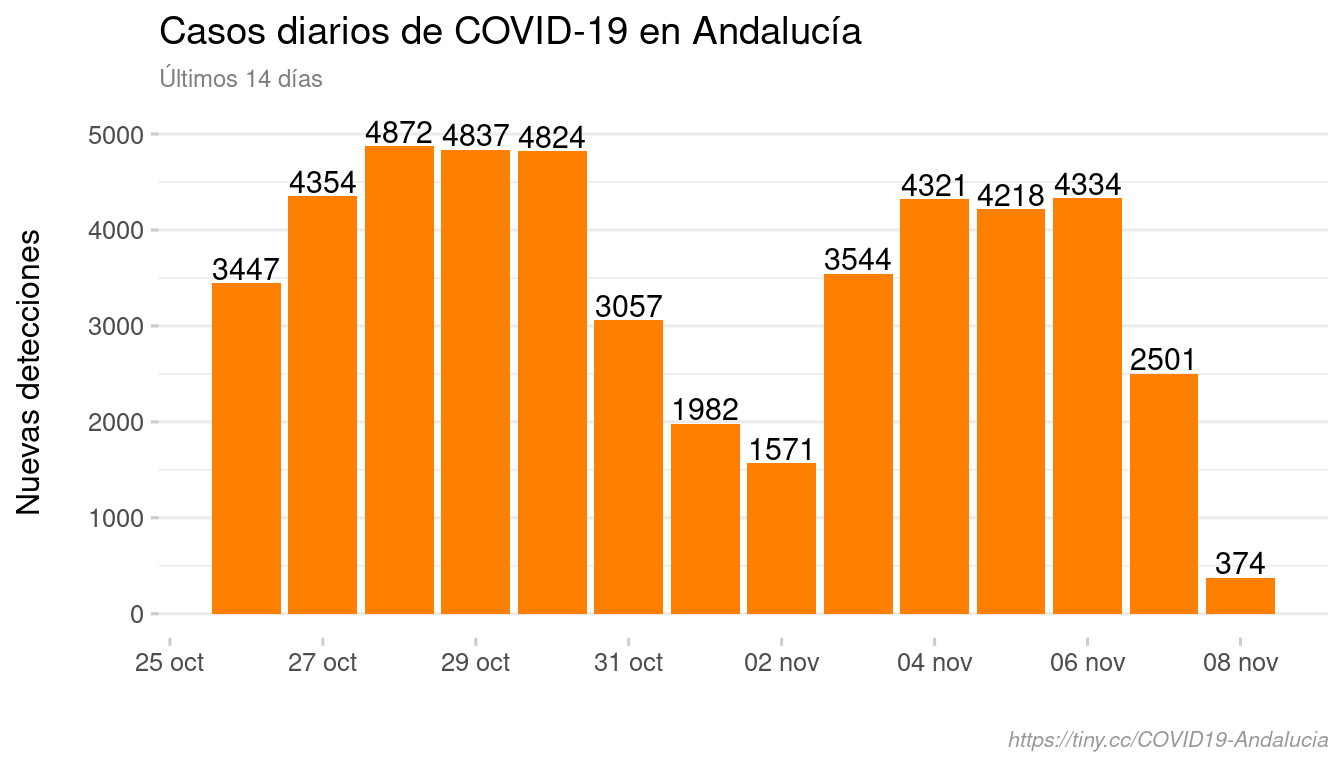 Casos diarios de COVID-19 en Andalucía
Últimos 14 días
Nuevas detecciones
5000
4000
3000
2000
1000
0
3447
4354
4872
4837
4824
3057
1982
1571
3544
4321
4218
4334
2501
374
25 oct
27 oct
29 oct
31 oct
02 nov
04 nov
06 nov
08 nov
https://tiny.cc/COVID19-Andalucia